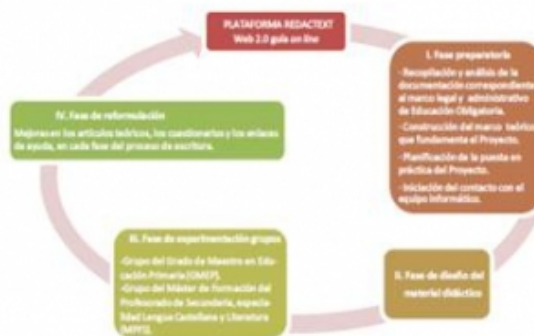 PLATAFORMA REDACTEXT
Web 2.0 guía on line
I. Fase preparatoria
-Recopilación y análisis de la
documentación correspondiente
al marco legal y administrativo
de Educación Obligatoria.
-Construcción del marco teórico
que fundamenta el Proyecto.
-Planificación de la puesta en
práctica del Proyecto.
-Iniciación del contacto con el
equipo informático.
II. Fase de diseño del
material didáctico
III. Fase de experimentación grupos
-Grupo del Grado de Maestro en Edu-
cación Primaria (GMEP).
-Grupo del Máster de Formación del
Profesorado de Secundaria, especia-
lidad Lengua Castellana y Literatura
(MPFS).
IV. Fase de reformulación
Mejoras en los artículos teóricos, los cuestionarios y los enlaces
de ayuda, en cada fase del proceso de escritura.